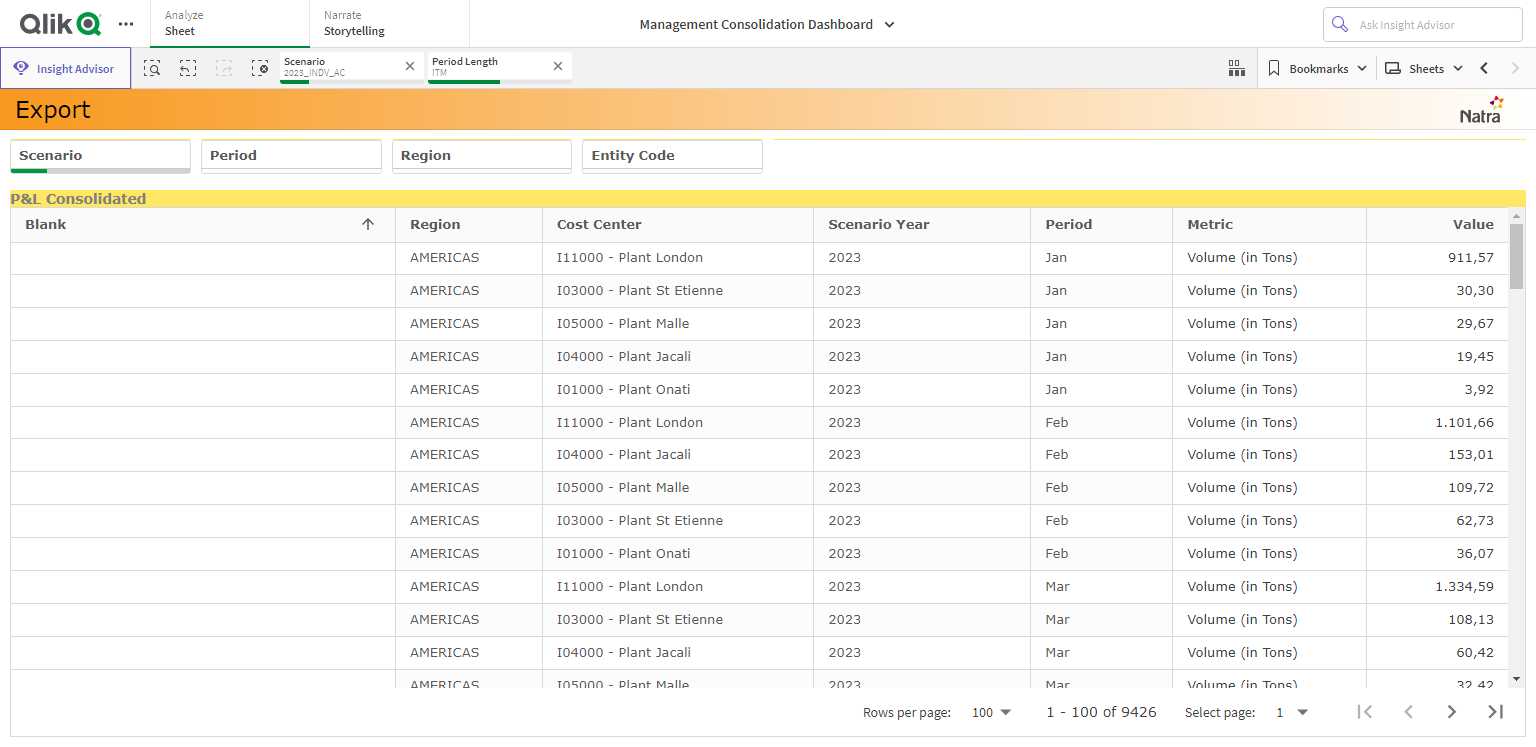 Qlik
Analyze
Sheet
Narrate
Storytelling
Management Consolidation Dashboard
Ask Insight Advisor
Insight Advisor
Scenario
2023_INDV_AC
Period Length
ITM
Bookmarks
Sheets
Export
Natra
Scenario Period Region Entity Code
P&L Consolidated
Blank Region Cost Center Scenario Year Period Metric Value
AMERICAS I11000 - Plant London 2023 Jan Volume (in Tons) 911,57
AMERICAS I03000 - Plant St Etienne 2023 Jan Volume (in Tons) 30,30
AMERICAS I05000 - Plant Malle 2023 Jan Volume (in Tons) 29,67
AMERICAS I04000 - Plant Jacali 2023 Jan Volume (in Tons) 19,45
AMERICAS I01000 - Plant Onati 2023 Jan Volume (in Tons) 3,92
AMERICAS I11000 - Plant London 2023 Feb Volume (in Tons) 1.101,66
AMERICAS I04000 - Plant Jacali 2023 Feb Volume (in Tons) 153,01
AMERICAS I05000 - Plant Malle 2023 Feb Volume (in Tons) 109,72
AMERICAS I03000 - Plant St Etienne 2023 Feb Volume (in Tons) 62,73
AMERICAS I01000 - Plant Onati 2023 Feb Volume (in Tons) 36,07
AMERICAS I11000 - Plant London 2023 Mar Volume (in Tons) 1.334,59
AMERICAS I03000 - Plant St Etienne 2023 Mar Volume (in Tons) 108,13
AMERICAS I04000 - Plant Jacali 2023 Mar Volume (in Tons) 60,42
AMERICAS I05000 - Plant Malle 2023 Mar Volume (in Tons) 32,42
Rows per page: 100 1 - 100 of 9426 Select page: 1